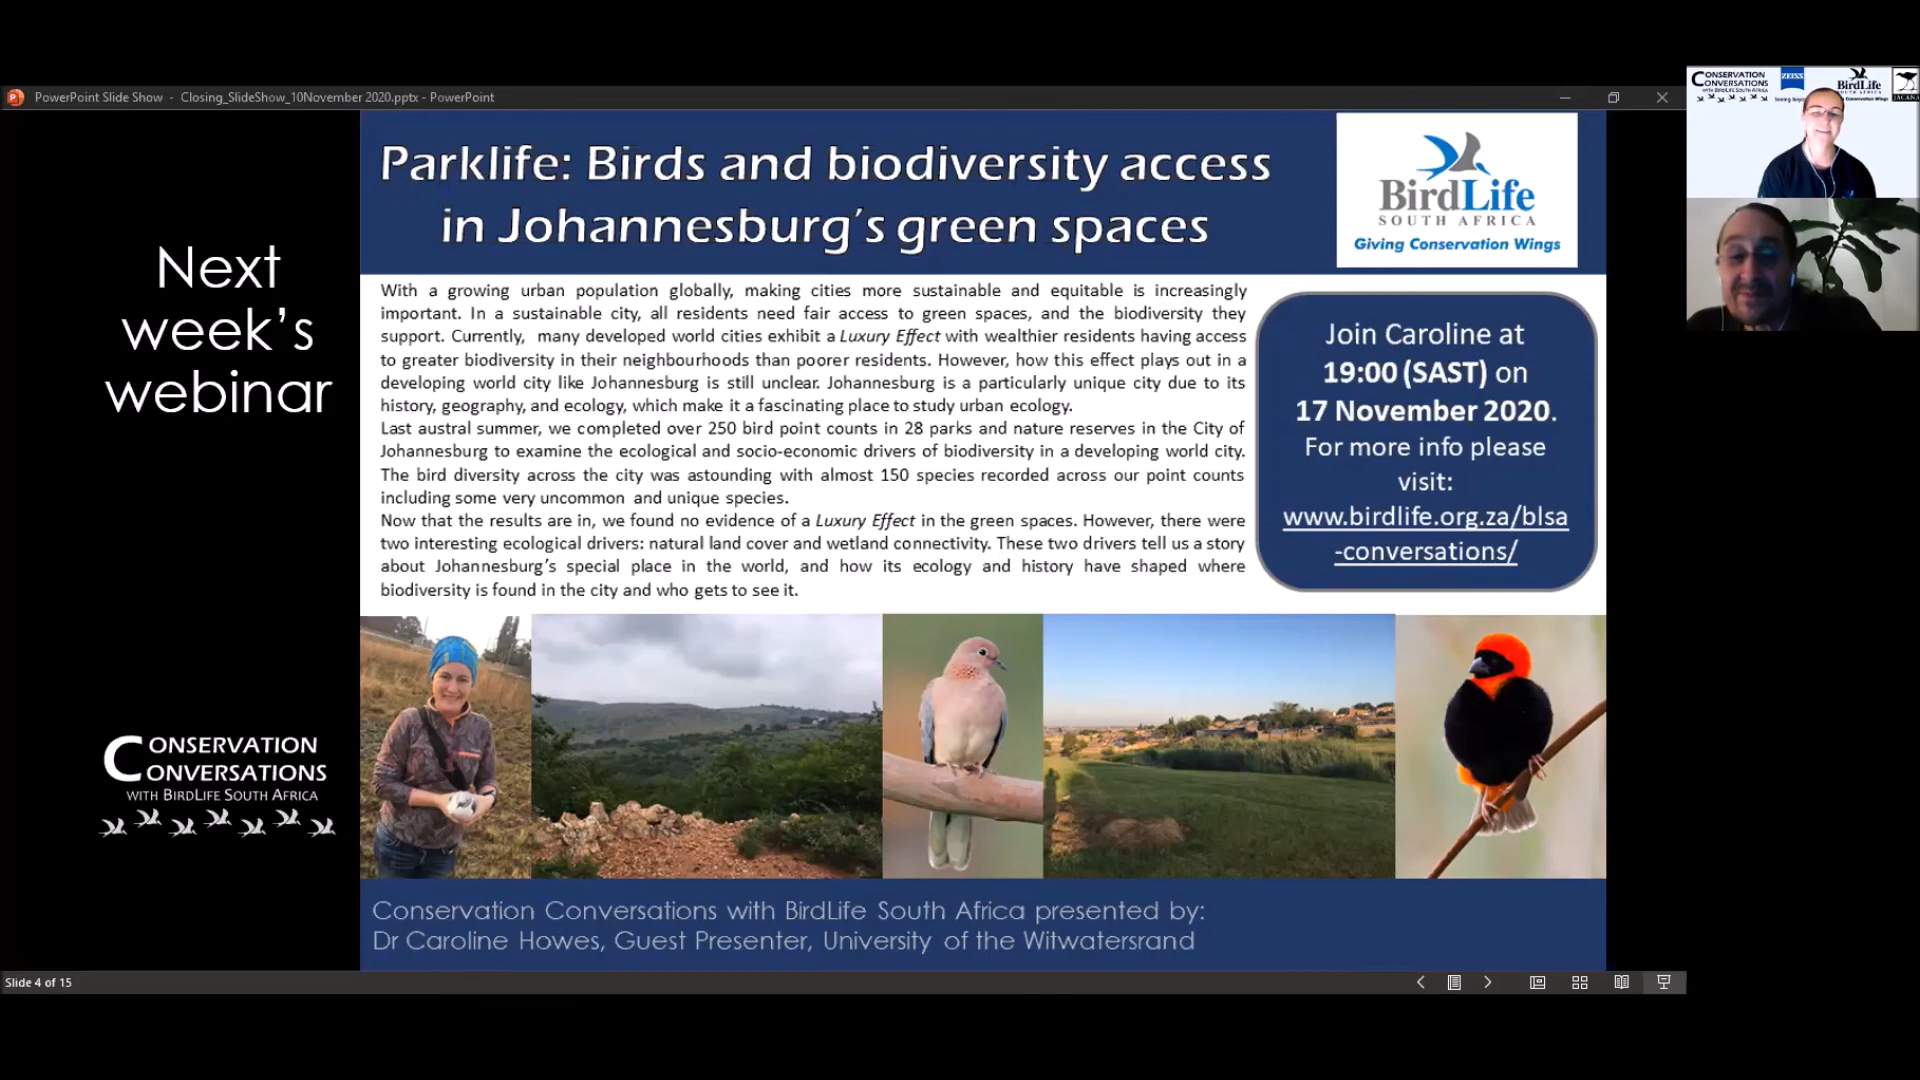 PowerPoint Slide Show - Closing_SlideShow_10November 2020.pptx - PowerPoint
CONSERVATION
CONVERSATIONS
WITH BIRDLIFE SOUTH AFRICA
ZEISS
BirdLife
Next
week's
webinar
Parklife: Birds and biodiversity access
in Johannesburg's green spaces
BirdLife
SOUTH AFRICA
Giving Conservation Wings
With a growing urban population globally, making cities more sustainable and equitable is increasingly
important. In a sustainable city, all residents need fair access to green spaces, and the biodiversity they
support. Currently, many developed world cities exhibit a Luxury Effect with wealthier residents having access
to greater biodiversity in their neighbourhoods than poorer residents. However, how this effect plays out in a
developing world city like Johannesburg is still unclear. Johannesburg is a particularly unique city due to its
history, geography, and ecology, which make it a fascinating place to study urban ecology.
Last austral summer, we completed over 250 bird point counts in 28 parks and nature reserves in the City of
Johannesburg to examine the ecological and socio-economic drivers of biodiversity in a developing world city.
The bird diversity across the city was astounding with almost 150 species recorded across our point counts
including some very uncommon and unique species.
Now that the results are in, we found no evidence of a Luxury Effect in the green spaces. However, there were
two interesting ecological drivers: natural land cover and wetland connectivity. These two drivers tell us a story
about Johannesburg's special place in the world, and how its ecology and history have shaped where
biodiversity is found in the city and who gets to see it.
Join Caroline at
19:00 (SAST) on
17 November 2020.
For more info please
visit:
www.birdlife.org.za/blsa
-conversations/
CONSERVATION
CONVERSATIONS
WITH BIRDLIFE SOUTH AFRICA
Conservation Conversations with BirdLife South Africa presented by:
Dr Caroline Howes, Guest Presenter, University of the Witwatersrand
Slide 4 of 15